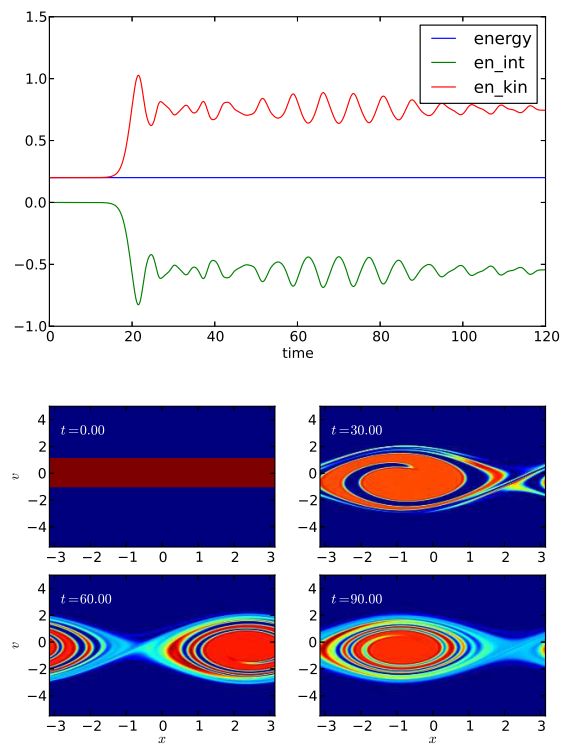 1.5
energy
en_int
en_kin
1.0
0.5
0.0
−0.5
−1.0
0 20 40 60 80 100 120
time
4 2 0 −2 −4
v
t=0.00
−3 −2 −1 0 1 2 3
4 2 0 −2 −4
t=30.00
−3 −2 −1 0 1 2 3
4 2 0 −2 −4
v
t=60.00
−3 −2 −1 0 1 2 3
x
4 2 0 −2 −4
t=90.00
−3 −2 −1 0 1 2 3
x